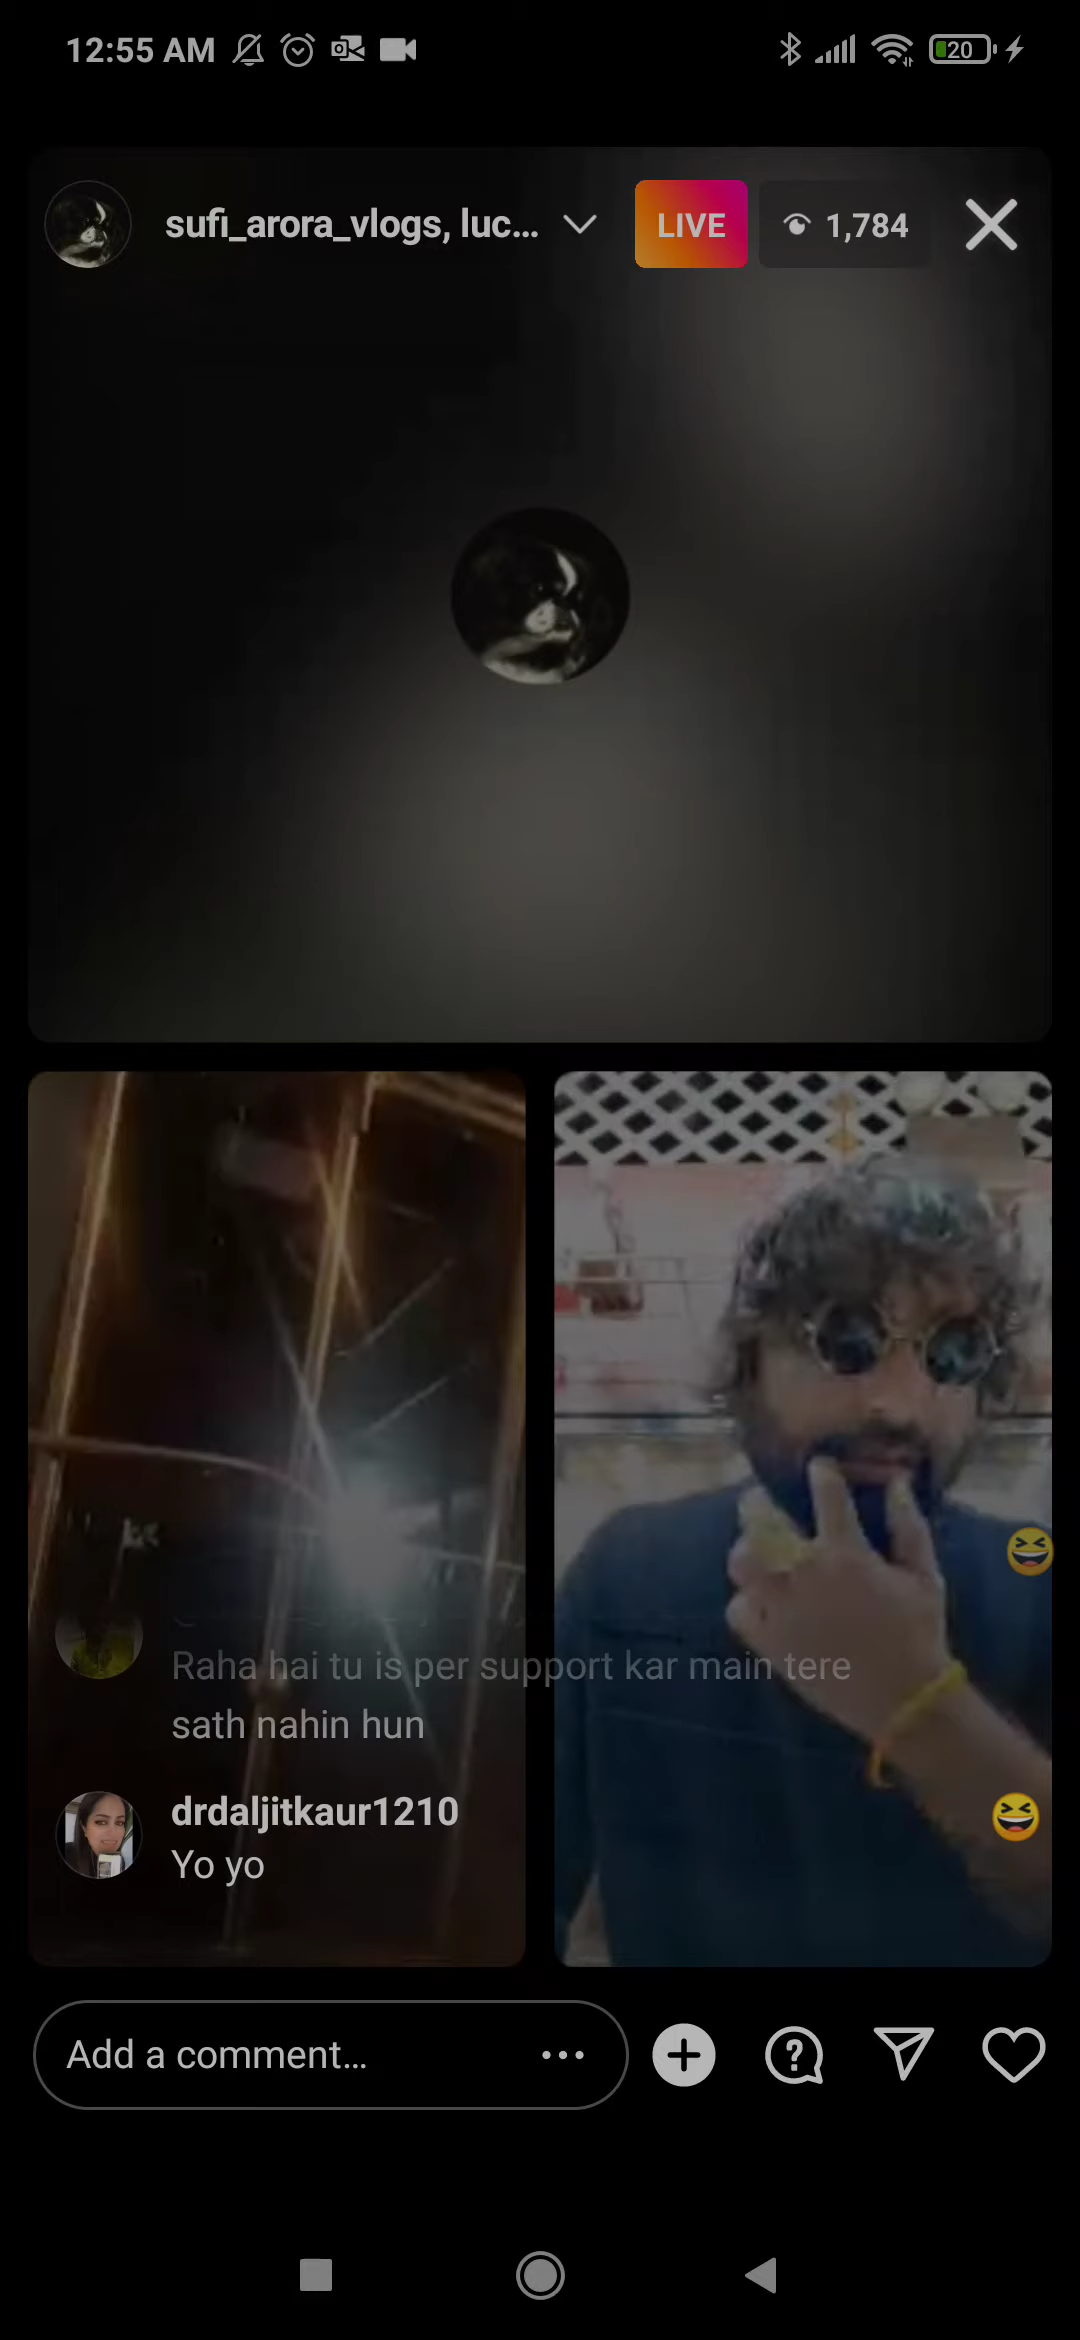 12:55 AM
20
sufi_arora_vlogs, luc...
LIVE
1,784
Raha hai tu is per support kar main tere
sath nahin hun
drdaljitkaur1210
Yo yo
Add a comment...